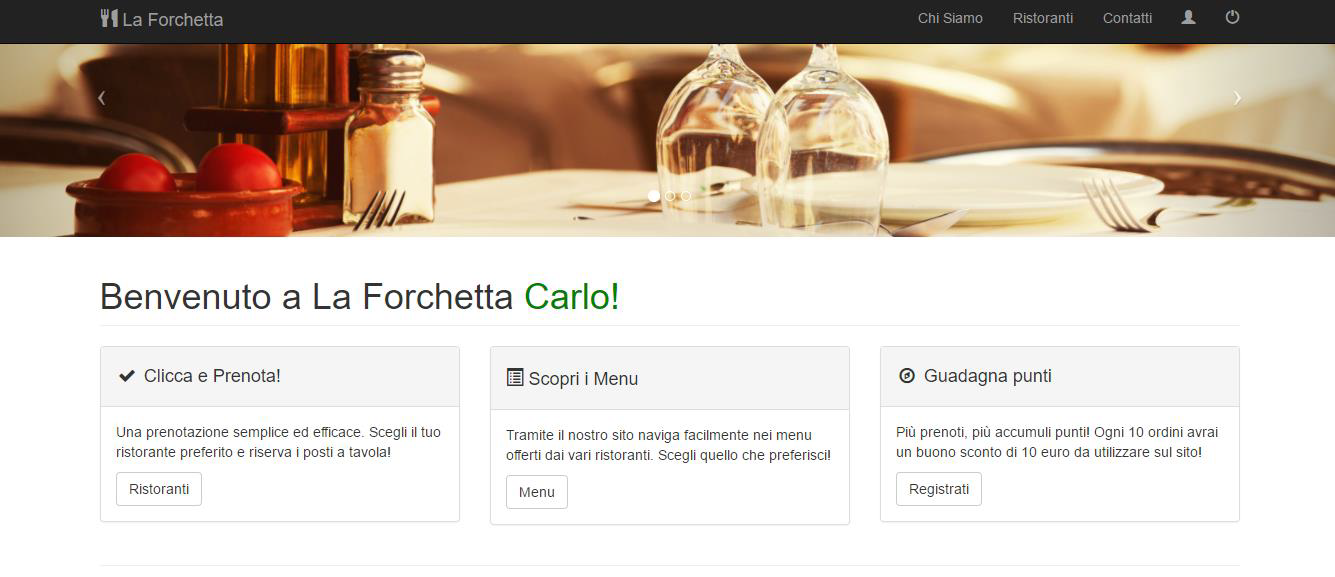 La Forchetta
Chi Siamo
Ristoranti
Contatti
Benvenuto a La Forchetta Carlo!
Clicca e Prenota!
Una prenotazione semplice ed efficace. Scegli il tuo
ristorante preferito e riserva i posti a tavola!
Ristoranti
Scopri i Menu
Tramite il nostro sito naviga facilmente nei menu
offerti dai vari ristoranti. Scegli quello che preferisci!
Menu
Guadagna punti
Più prenoti, più accumuli punti! Ogni 10 ordini avrai
un buono sconto di 10 euro da utilizzare sul sito!
Registrati